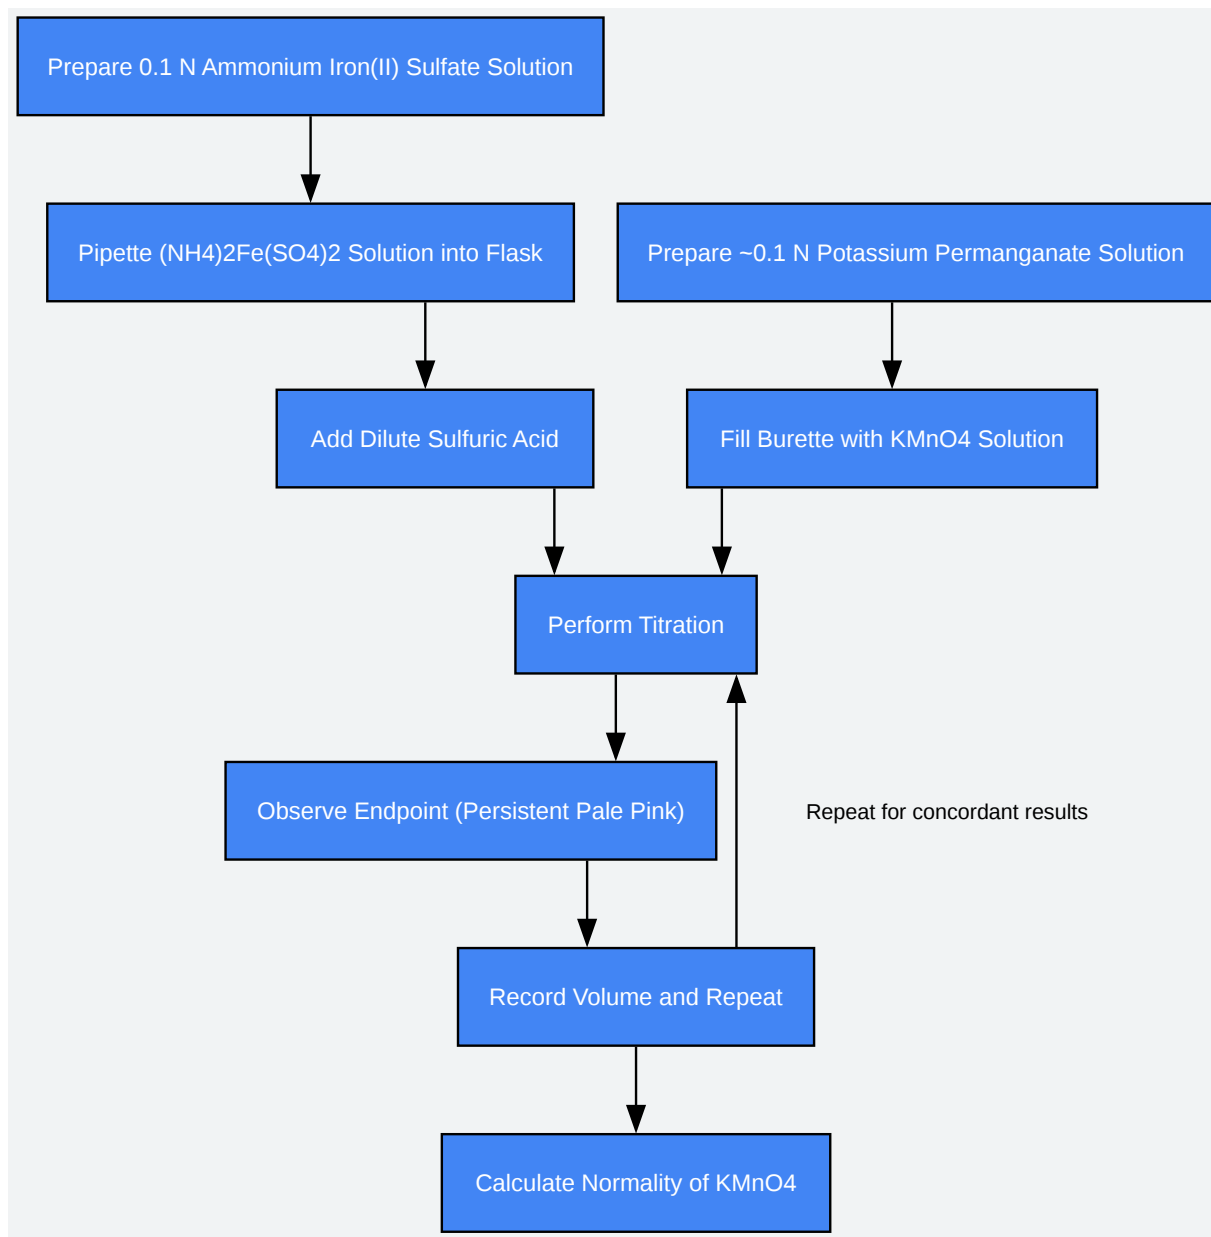 Prepare 0.1 N Ammonium Iron(II) Sulfate Solution
Pipette (NH4)2Fe(SO4)2 Solution into Flask
Prepare ~0.1 N Potassium Permanganate Solution
Add Dilute Sulfuric Acid
Fill Burette with KMnO4 Solution
Perform Titration
Observe Endpoint (Persistent Pale Pink)
Repeat for concordant results
Record Volume and Repeat
Calculate Normality of KMnO4